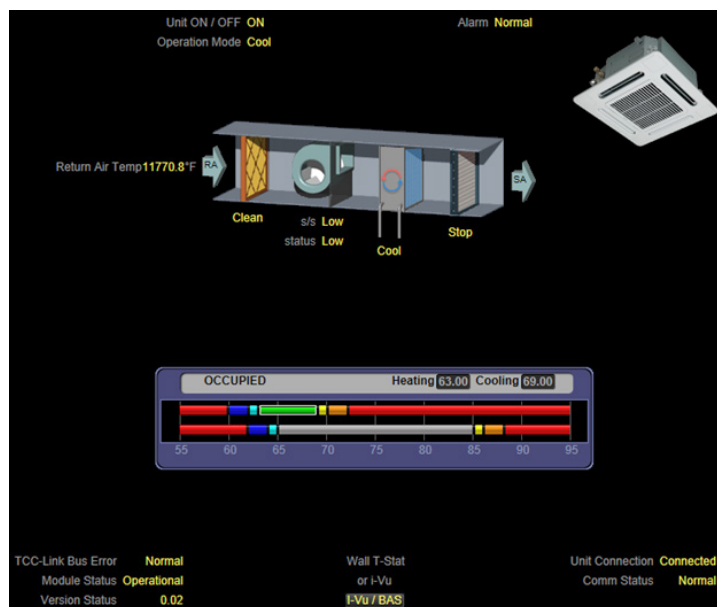 Unit ON / OFF ON
Alarm Normal
Operation Mode Cool
Return Air Temp 11770.8°F
RA
SA
Clean
s/s Low
status Low
Stop
Cool
OCCUPIED Heating 63.00 Cooling 69.00
55 60 65 70 75 80 85 90 95
TCC-Link Bus Error Normal
Module Status Operational
Version Status 0.02
Wall T-Stat
or i-Vu
I-Vu / BAS
Unit Connection Connected
Comm Status Normal